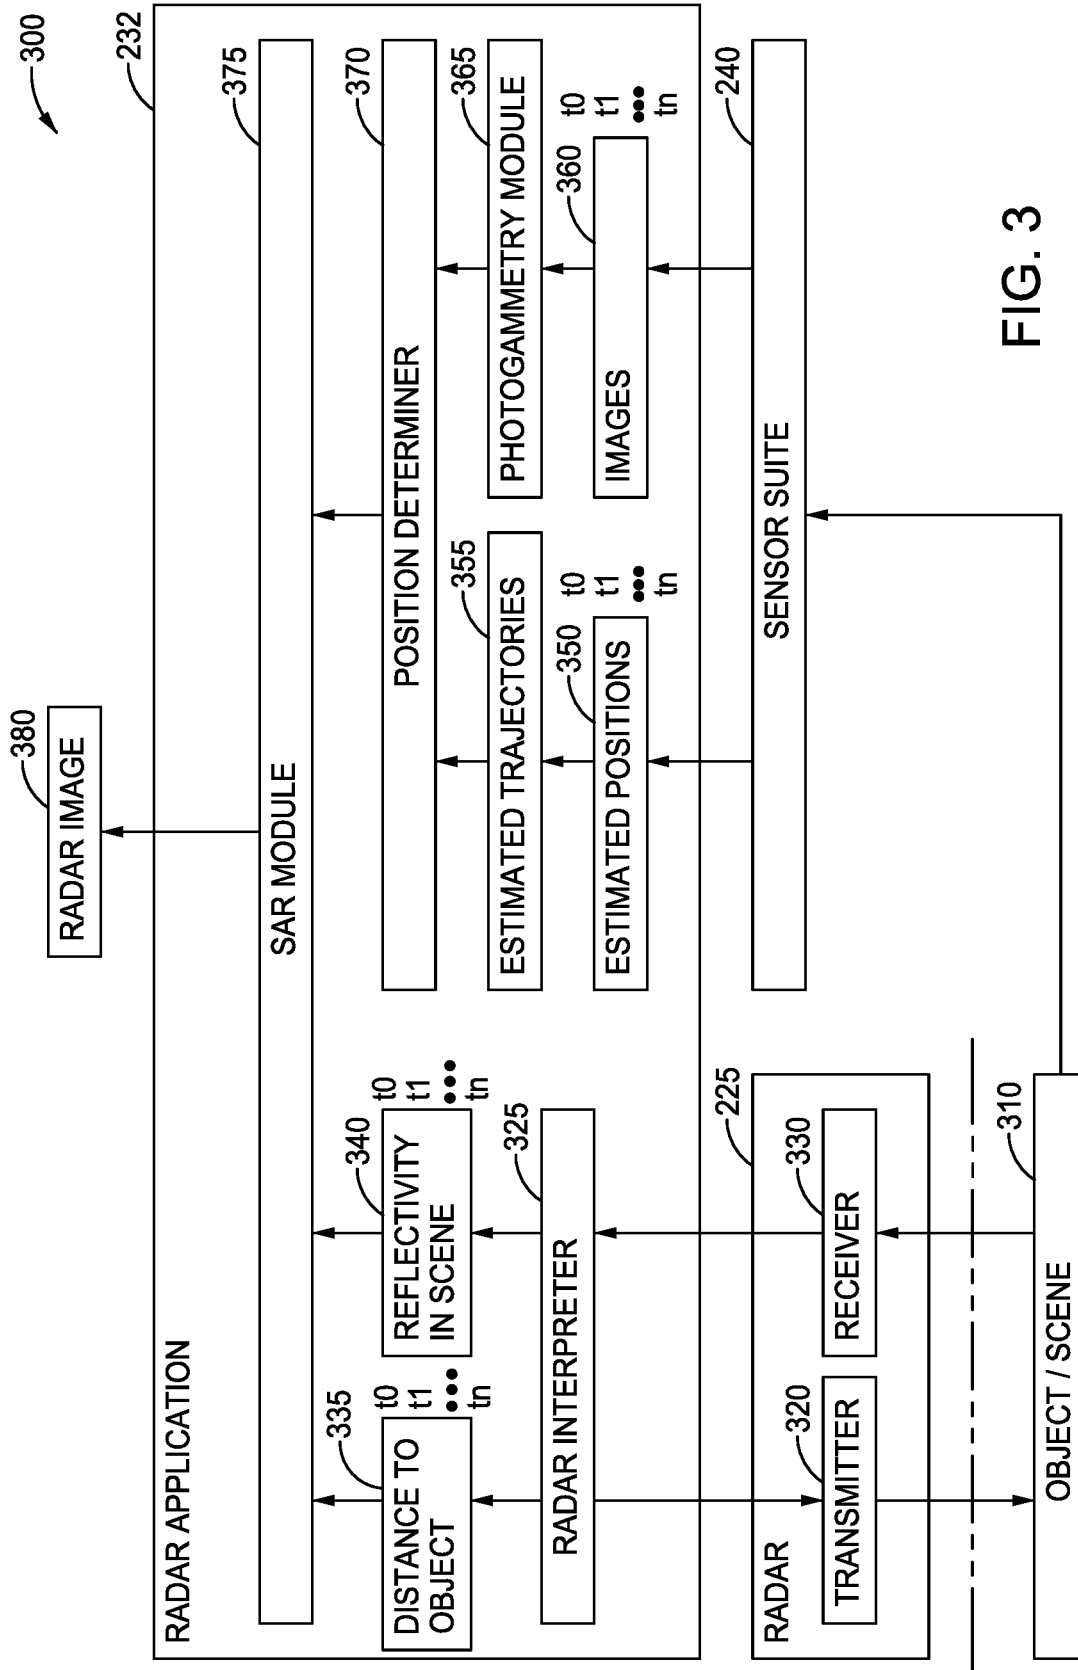 300
380
RADAR IMAGE
232
RADAR APPLICATION
375
SAR MODULE
335
DISTANCE TO
OBJECT
t0
t1
•••
tn
340
REFLECTIVITY
IN SCENE
t0
t1
•••
tn
370
POSITION DETERMINER
325
RADAR INTERPRETER
355
ESTIMATED TRAJECTORIES
365
PHOTOGAMMETRY MODULE
350
ESTIMATED POSITIONS
t0
t1
•••
tn
360
IMAGES
t0
t1
•••
tn
225
RADAR
320
TRANSMITTER
330
RECEIVER
240
SENSOR SUITE
310
OBJECT / SCENE
FIG. 3